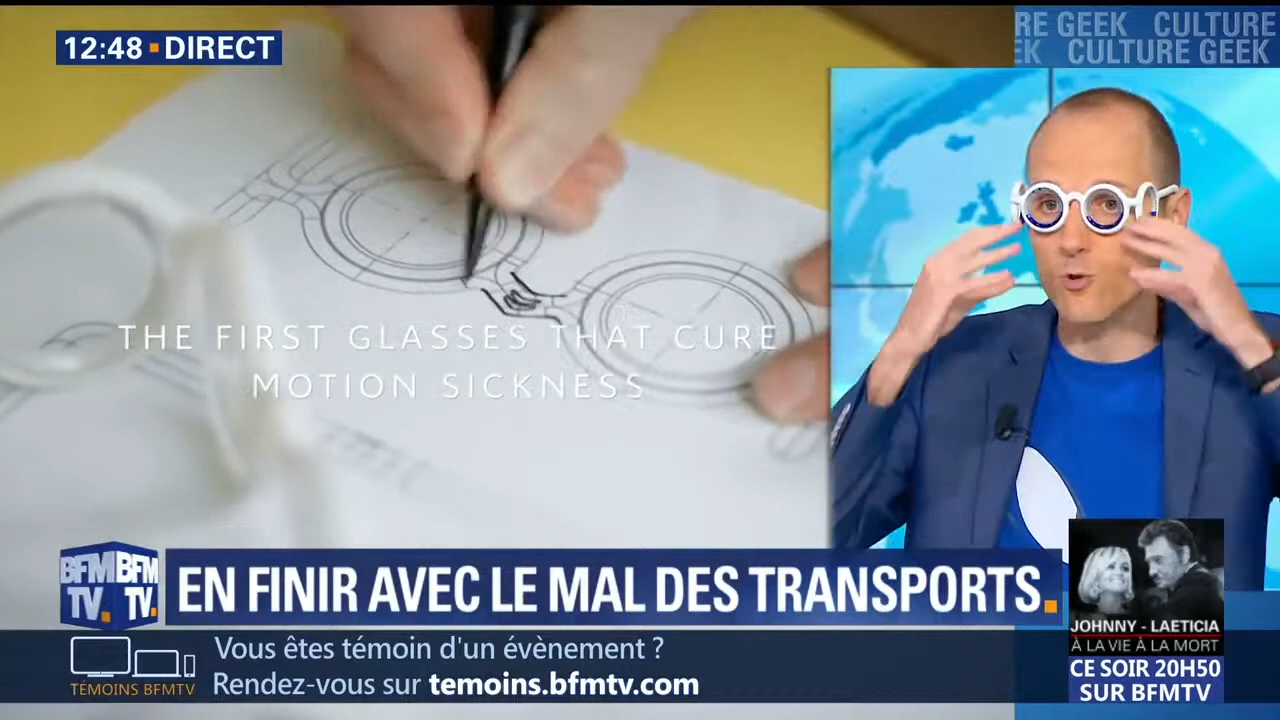 12:48 DIRECT
RE GEEK CULTURE
EK CULTURE GEEK
THE FIRST GLASSES THAT CURE
MOTION SICKNESS
BFM BFM
TV. TV.
EN FINIR AVEC LE MAL DES TRANSPORTS.
JOHNNY - LAETICIA
À LA VIE À LA MORT
CE SOIR 20H50
SUR BFMTV
TÉMOINS BFMTV
Vous êtes témoin d'un évènement ?
Rendez-vous sur temoins.bfmtv.com